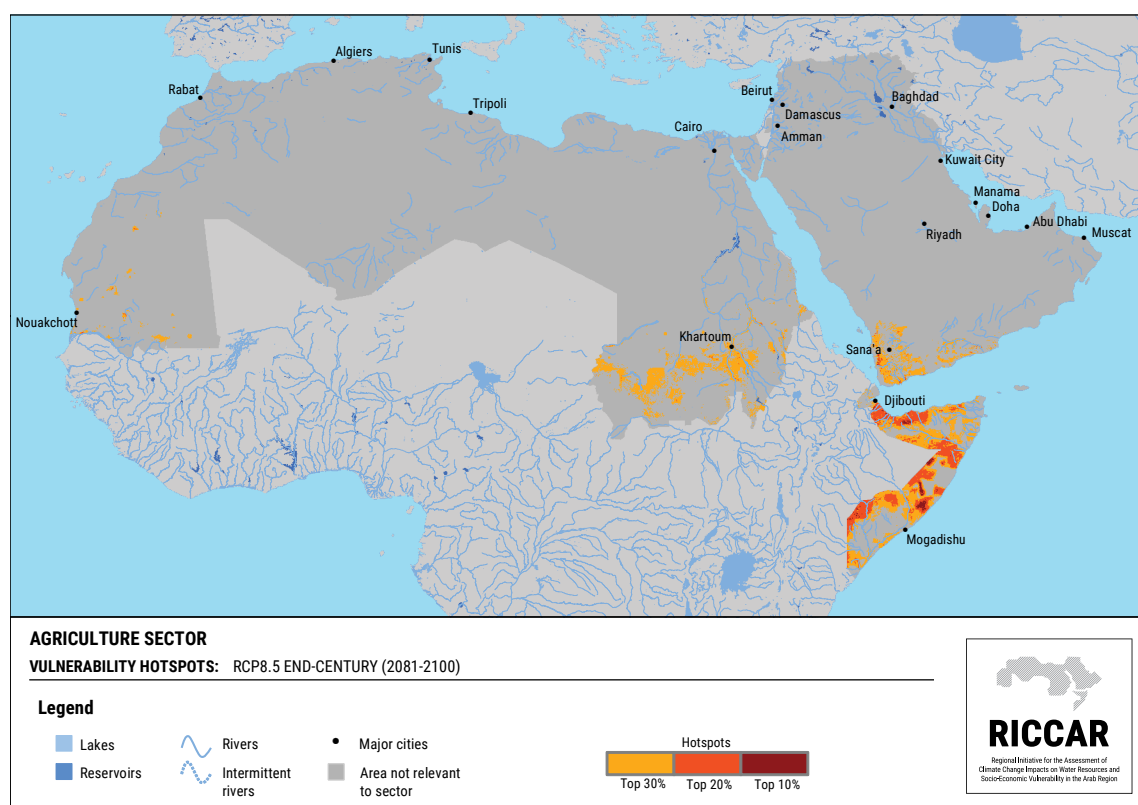 Algiers
Tunis
Rabat
Tripoli
Beirut
Damascus
Baghdad
Cairo
Amman
Kuwait City
Manama
Doha
Abu Dhabi
Riyadh
Muscat
Nouakchott
Khartoum
Sana'a
Djibouti
Mogadishu
AGRICULTURE SECTOR
VULNERABILITY HOTSPOTS: RCP8.5 END-CENTURY (2081-2100)
Legend
Lakes
Reservoirs
Rivers
Intermittent
rivers
Major cities
Area not relevant
to sector
Hotspots
Top 30% Top 20% Top 10%
RICCAR
Regional Initiative for the Assessment of
Climate Change Impacts on Water Resources and
Socio-Economic Vulnerability in the Arab Region